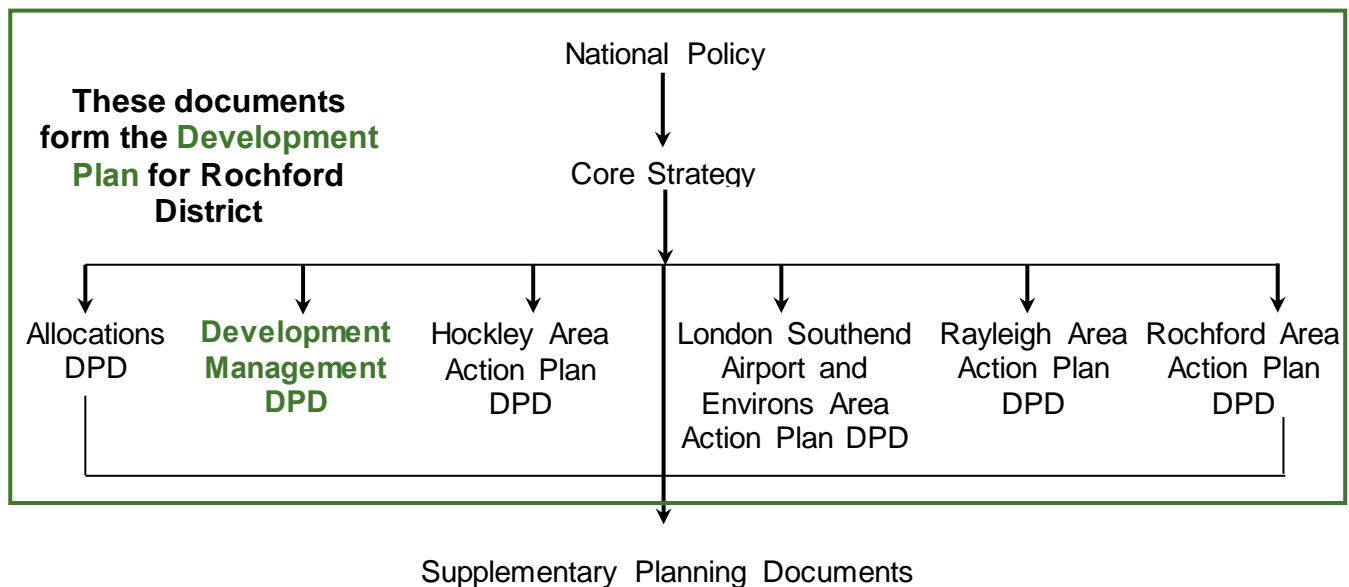 National Policy
These documents
form the Development
Plan for Rochford
District
Core Strategy
Allocations
DPD
Development
Management
DPD
Hockley Area
Action Plan
DPD
London Southend
Airport and
Environs Area
Action Plan DPD
Rayleigh Area
Action Plan
DPD
Rochford Area
Action Plan
DPD
Supplementary Planning Documents